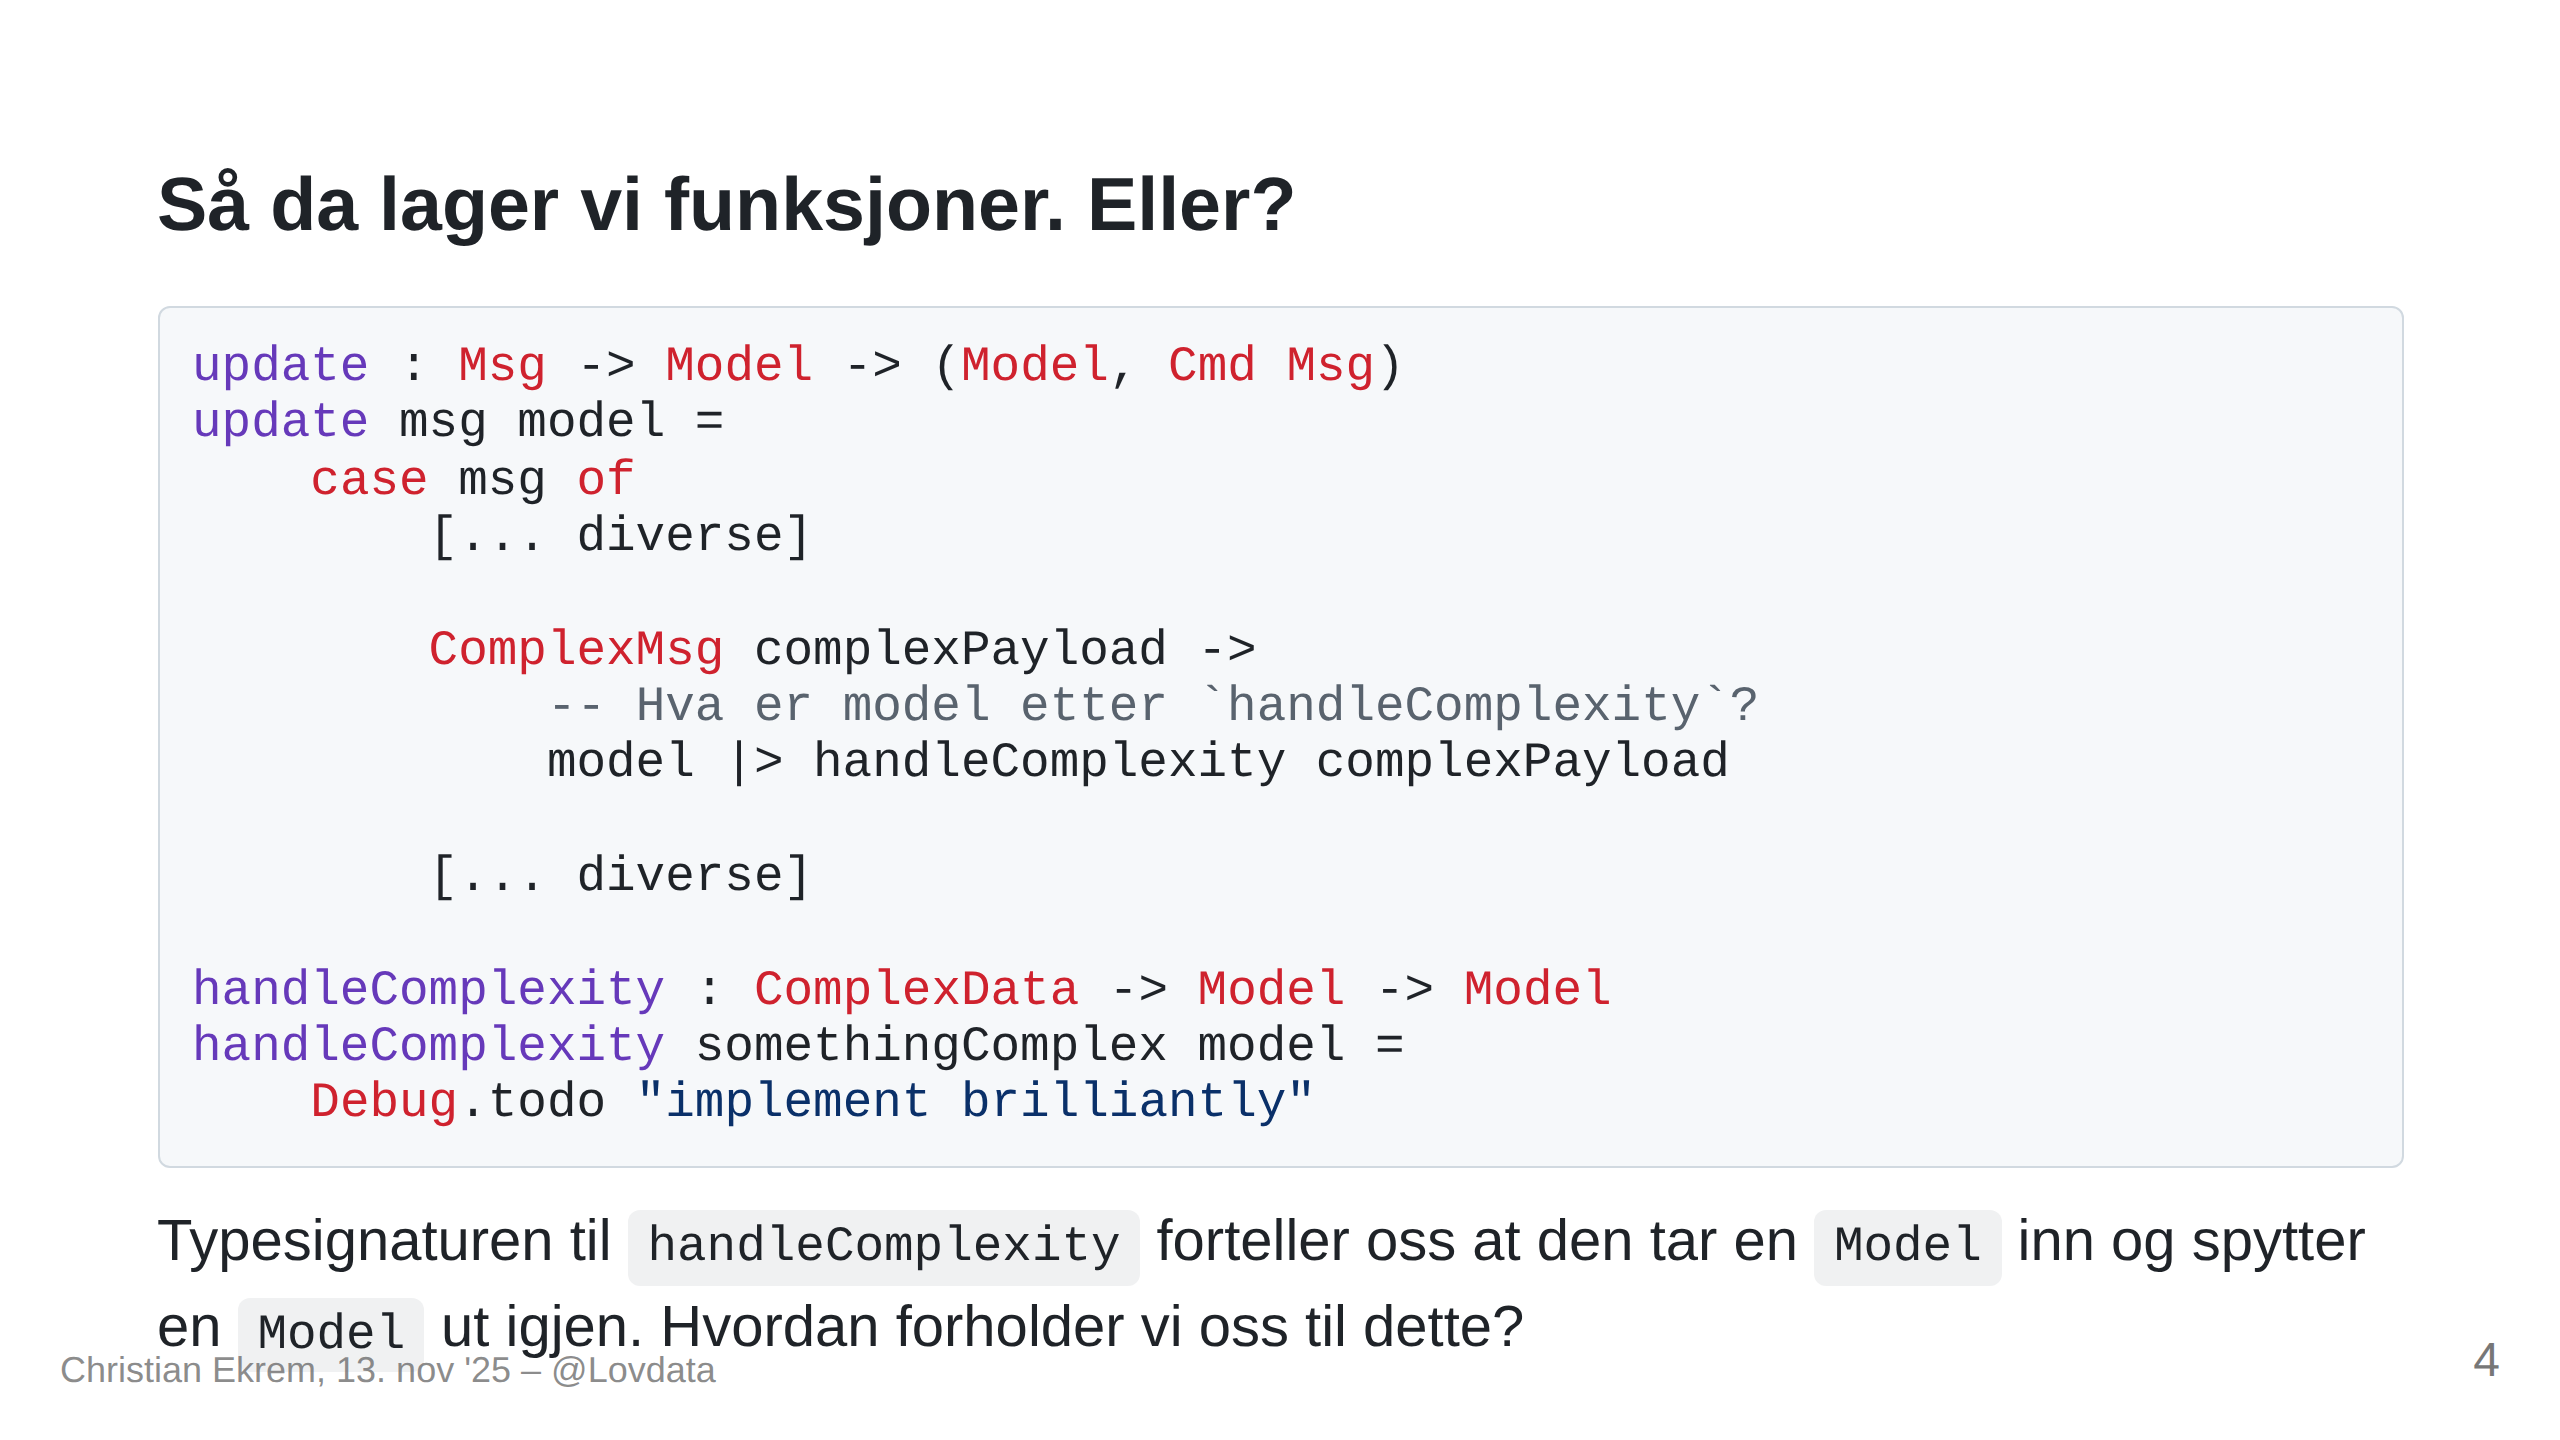 Så da lager vi funksjoner. Eller?
update : Msg -> Model -> (Model, Cmd Msg)
update msg model =
    case msg of
        [... diverse]

        ComplexMsg complexPayload ->
            -- Hva er model etter `handleComplexity`?
            model |> handleComplexity complexPayload

        [... diverse]

handleComplexity : ComplexData -> Model -> Model
handleComplexity somethingComplex model =
    Debug.todo "implement brilliantly"
Typesignaturen til handleComplexity forteller oss at den tar en Model inn og spytter
en Model ut igjen. Hvordan forholder vi oss til dette?
Christian Ekrem, 13. nov '25 – @Lovdata
4